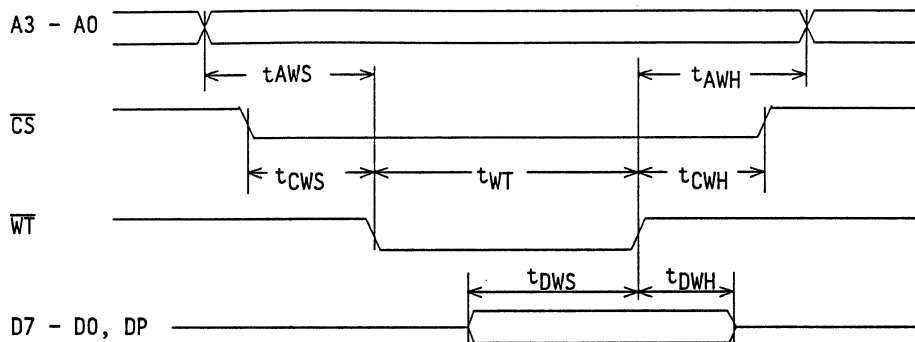 A3 - A0
tAWS
tAWH
CS
tCWS
tWT
tCWH
WT
tDWS
tDWH
D7 - D0, DP